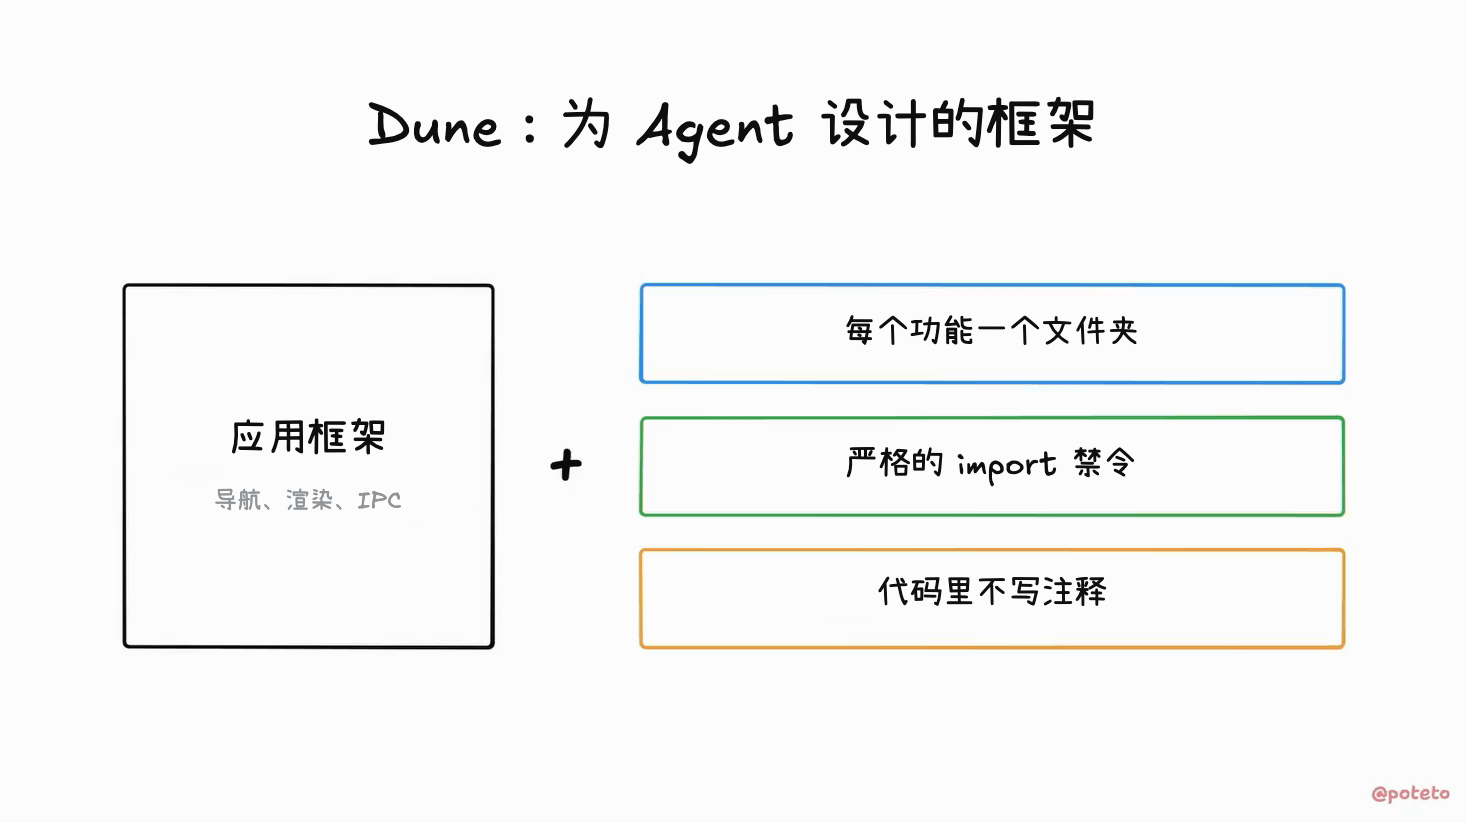 Dune：为 Agent 设计的框架
应用框架
导航、渲染、IPC
+
每个功能一个文件夹
严格的 import 禁令
代码里不写注释
@poteto